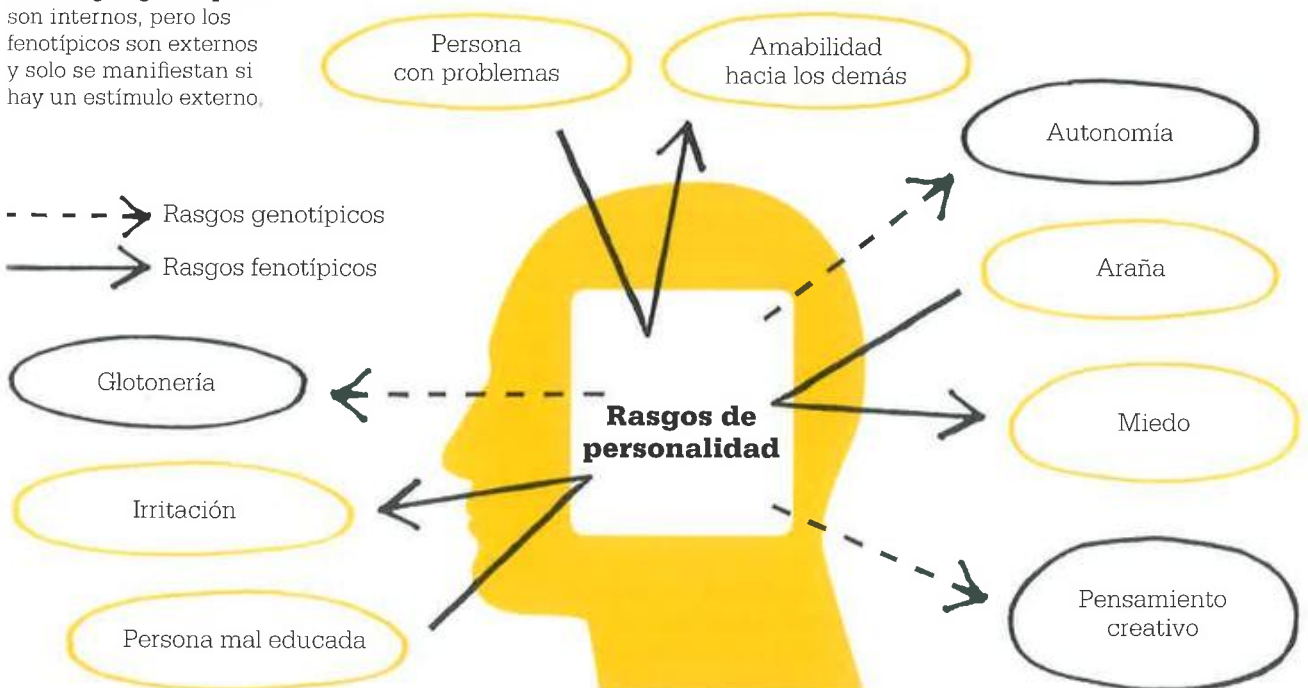 son internos, pero los
fenotípicos son externos
y solo se manifiestan si
hay un estímulo externo.
Persona
con problemas
Amabilidad
hacia los demás
Autonomía
Araña
Miedo
Pensamiento
creativo
Rasgos genotípicos
Rasgos fenotípicos
Glotonería
Irritación
Persona mal educada
Rasgos de
personalidad